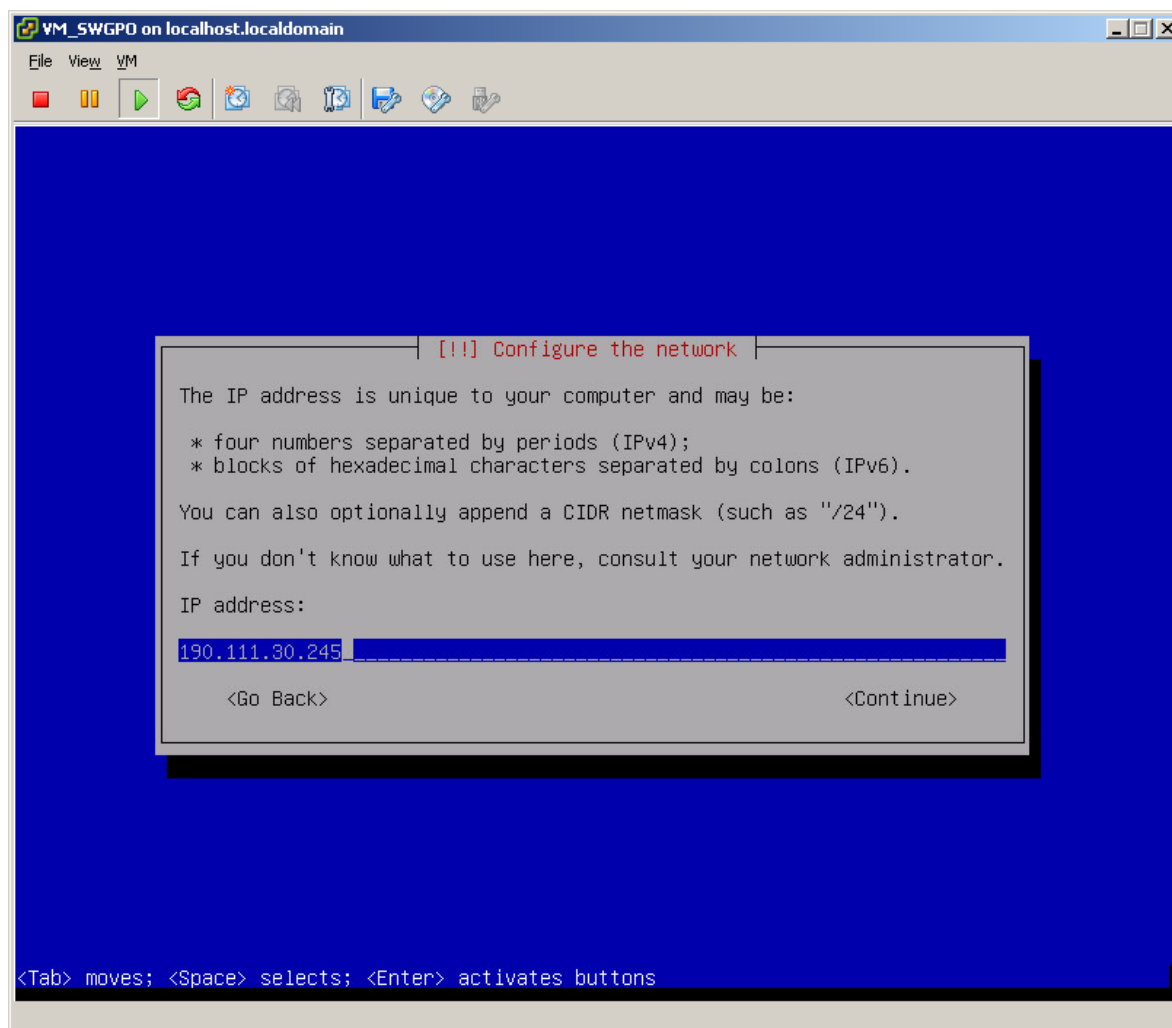 VM_SWGPO on localhost.localdomain
File View VM
[!!] Configure the network
The IP address is unique to your computer and may be:
* four numbers separated by periods (IPv4);
* blocks of hexadecimal characters separated by colons (IPv6).
You can also optionally append a CIDR netmask (such as "/24").
If you don't know what to use here, consult your network administrator.
IP address:
190.111.30.245
<Go Back> <Continue>
<Tab> moves; <Space> selects; <Enter> activates buttons